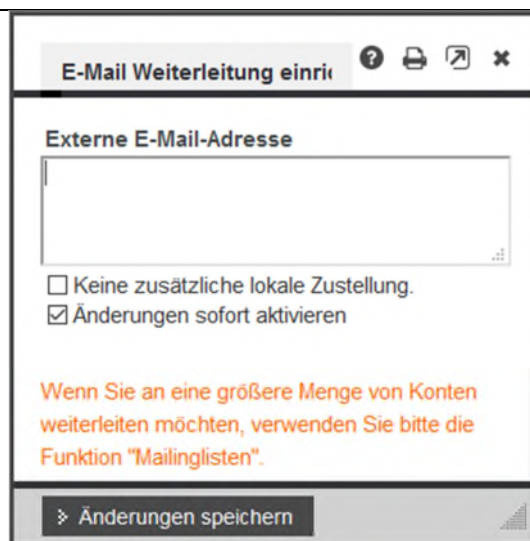 E-Mail Weiterleitung einri
Externe E-Mail-Adresse
Keine zusätzliche lokale Zustellung.
Änderungen sofort aktivieren
Wenn Sie an eine größere Menge von Konten
weiterleiten möchten, verwenden Sie bitte die
Funktion "Mailinglisten".
Änderungen speichern